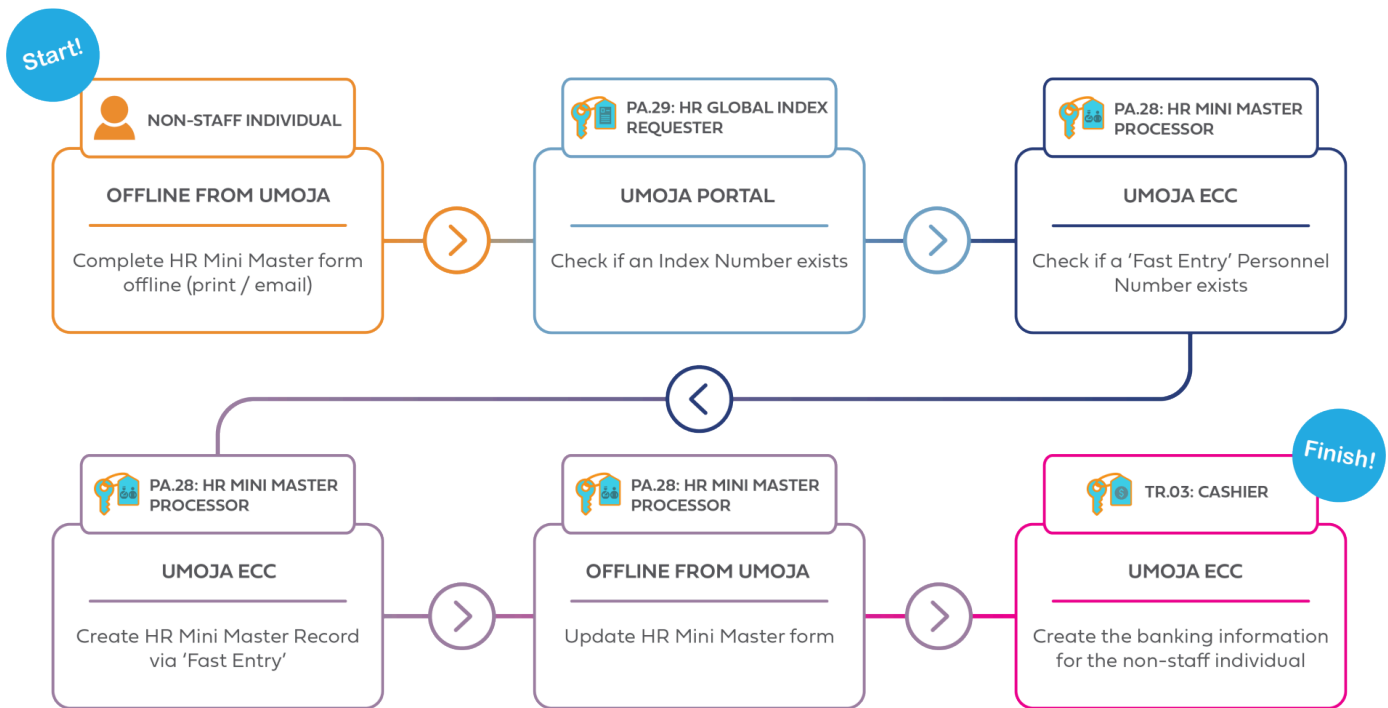 Start!
NON-STAFF INDIVIDUAL
OFFLINE FROM UMOJA
Complete HR Mini Master form
offline (print / email)
PA.29: HR GLOBAL INDEX
REQUESTER
UMOJA PORTAL
Check if an Index Number exists
PA.28: HR MINI MASTER
PROCESSOR
UMOJA ECC
Check if a ‘Fast Entry’ Personnel
Number exists
PA.28: HR MINI MASTER
PROCESSOR
UMOJA ECC
Create HR Mini Master Record
via ‘Fast Entry’
PA.28: HR MINI MASTER
PROCESSOR
OFFLINE FROM UMOJA
Update HR Mini Master form
Finish!
TR.03: CASHIER
UMOJA ECC
Create the banking information
for the non-staff individual